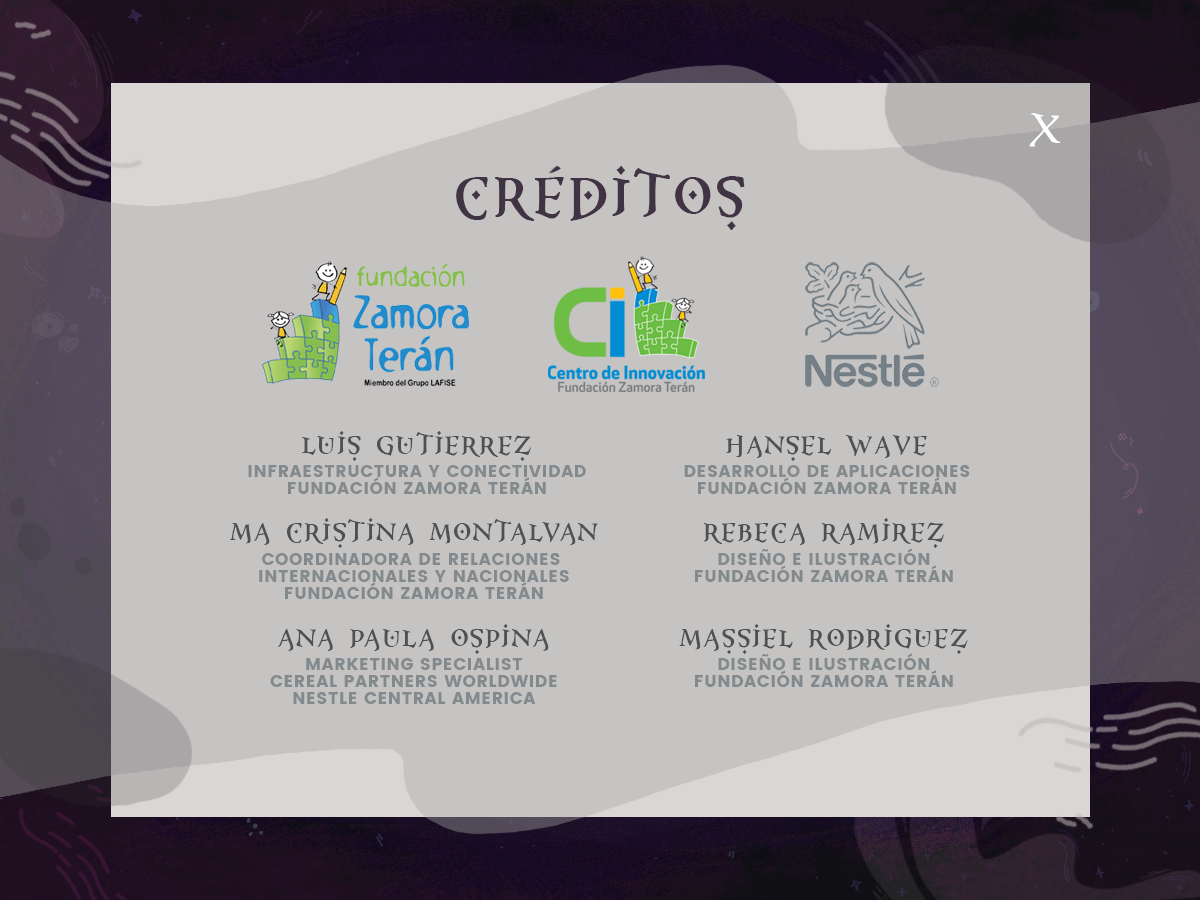 X
CRÉDITOS
fundación
Zamora
Terán
Miembro del Grupo LAFISE
CiL
Centro de Innovación
Fundación Zamora Terán
Nestlé ®
LUIS GUTIERREZ
INFRAESTRUCTURA Y CONECTIVIDAD
FUNDACIÓN ZAMORA TERÁN
HANSEL WAVE
DESARROLLO DE APLICACIONES
FUNDACIÓN ZAMORA TERÁN
MA CRISTINA MONTALVAN
COORDINADORA DE RELACIONES
INTERNACIONALES Y NACIONALES
FUNDACIÓN ZAMORA TERÁN
REBECA RAMIREZ
DISEÑO E ILUSTRACIÓN
FUNDACIÓN ZAMORA TERÁN
ANA PAULA OSPINA
MARKETING SPECIALIST
CEREAL PARTNERS WORLDWIDE
NESTLE CENTRAL AMERICA
MASSIEL RODRIGUEZ
DISEÑO E ILUSTRACIÓN
FUNDACIÓN ZAMORA TERÁN